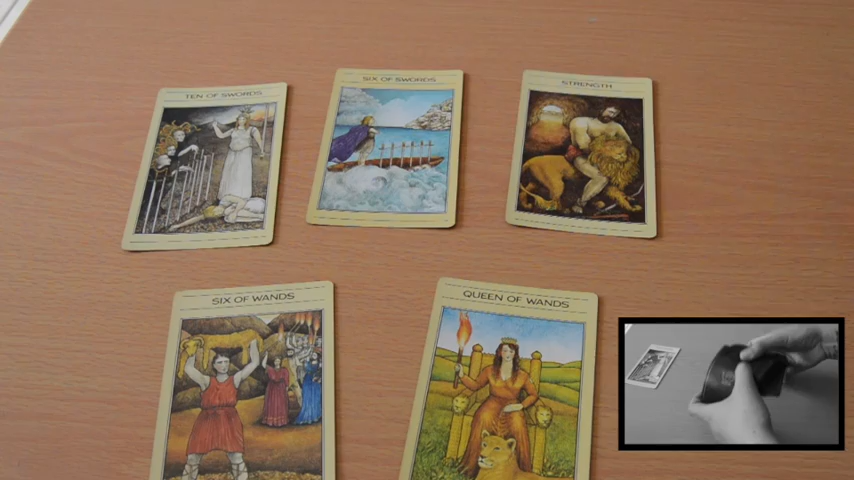 TEN OF SWORDS
SIX OF SWORDS
STRENGTH
SIX OF WANDS
QUEEN OF WANDS